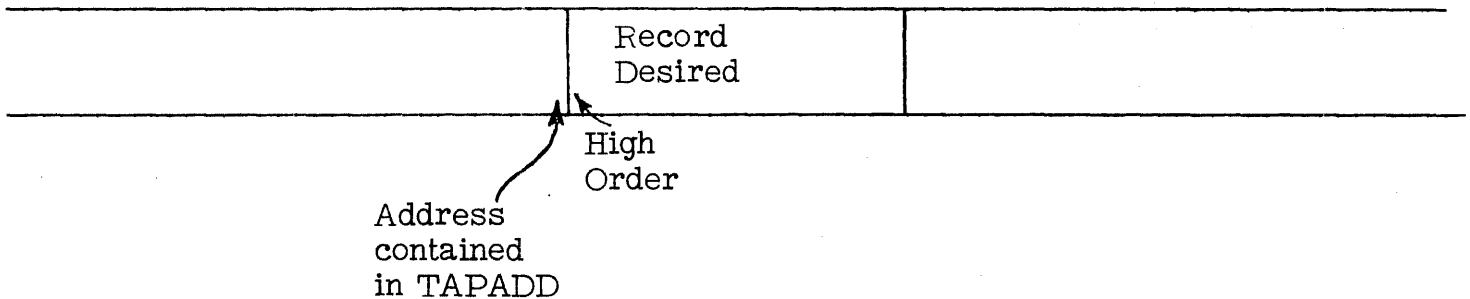 Record
Desired
High
Order
Address
contained
in TAPADD